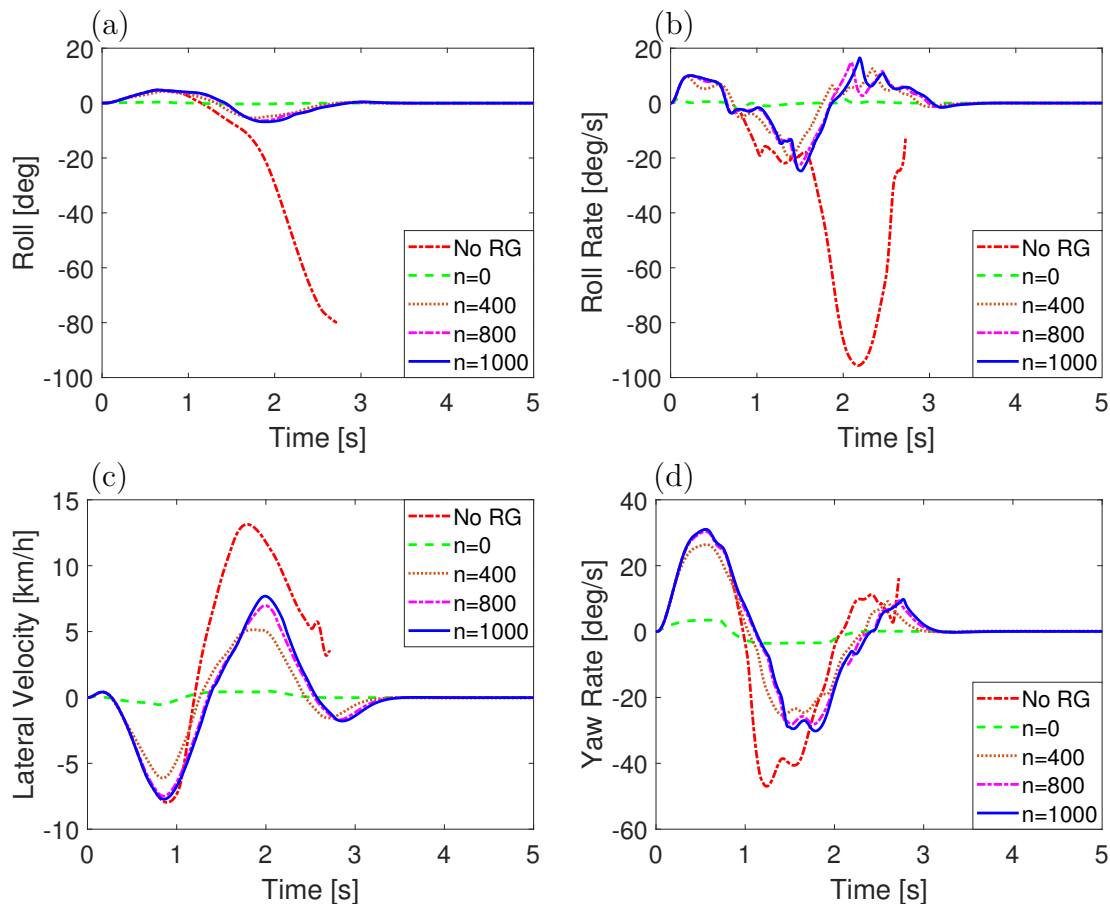 (a)
20
0
-20
-40
-60
-80
-100
Roll [deg]
No RG
n=0
n=400
n=800
n=1000
0 1 2 3 4 5
Time [s]
(b)
20
0
-20
-40
-60
-80
-100
Roll Rate [deg/s]
No RG
n=0
n=400
n=800
n=1000
0 1 2 3 4 5
Time [s]
(c)
15
10
5
0
-5
-10
Lateral Velocity [km/h]
No RG
n=0
n=400
n=800
n=1000
0 1 2 3 4 5
Time [s]
(d)
40
20
0
-20
-40
-60
Yaw Rate [deg/s]
No RG
n=0
n=400
n=800
n=1000
0 1 2 3 4 5
Time [s]